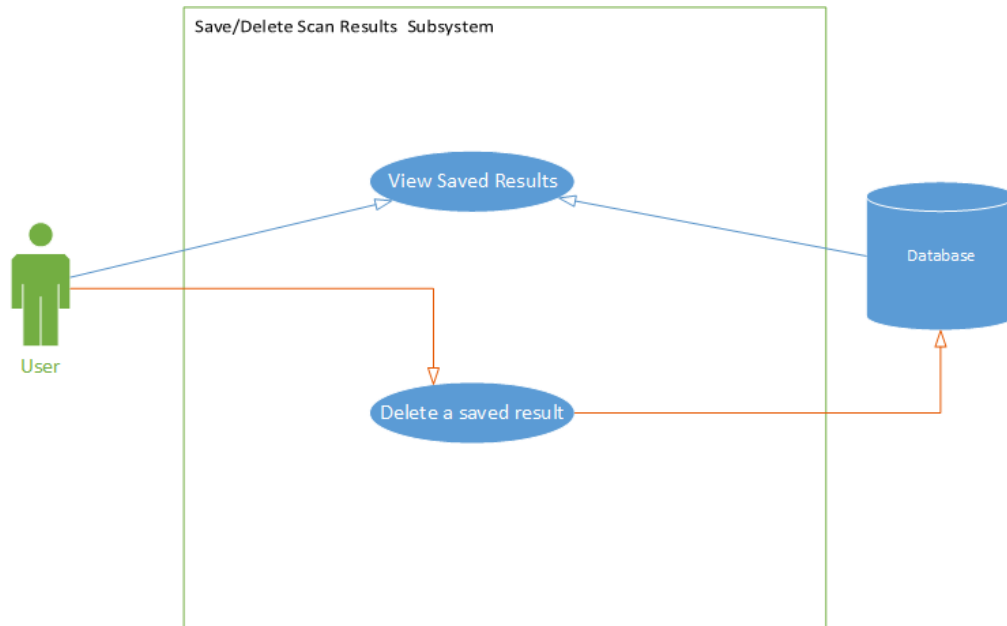 Save/Delete Scan Results  Subsystem
View Saved Results
Database
User
Delete a saved result